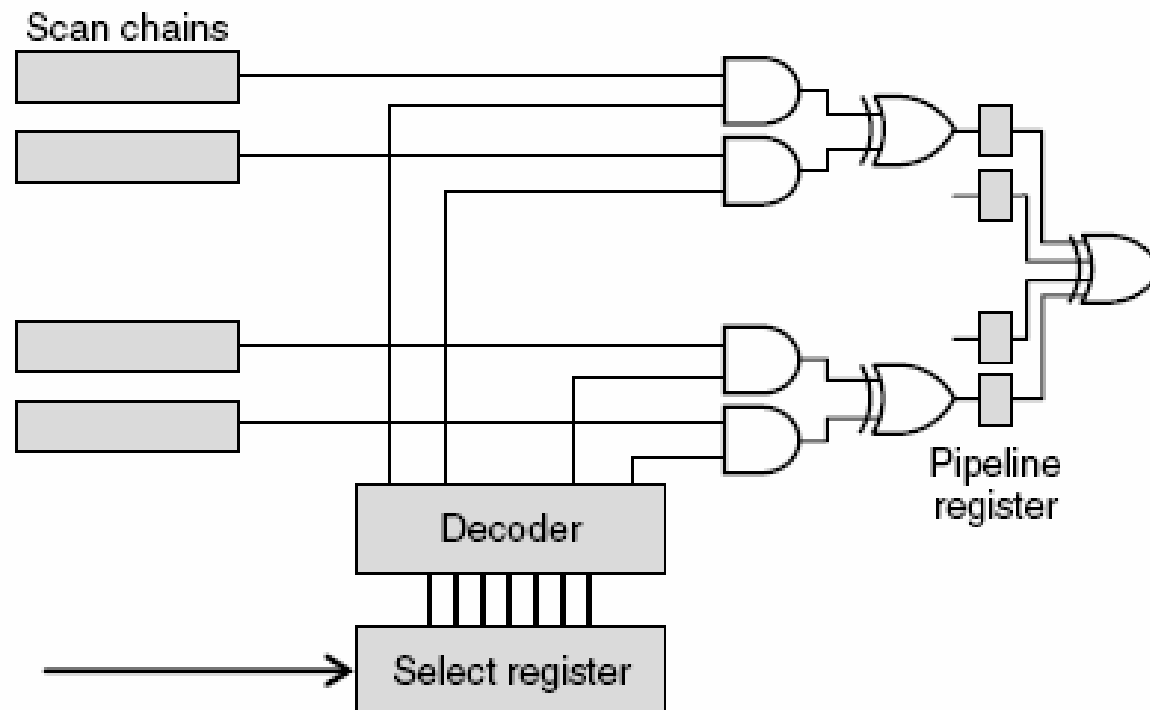 Scan chains
Pipeline
register
Decoder
Select register